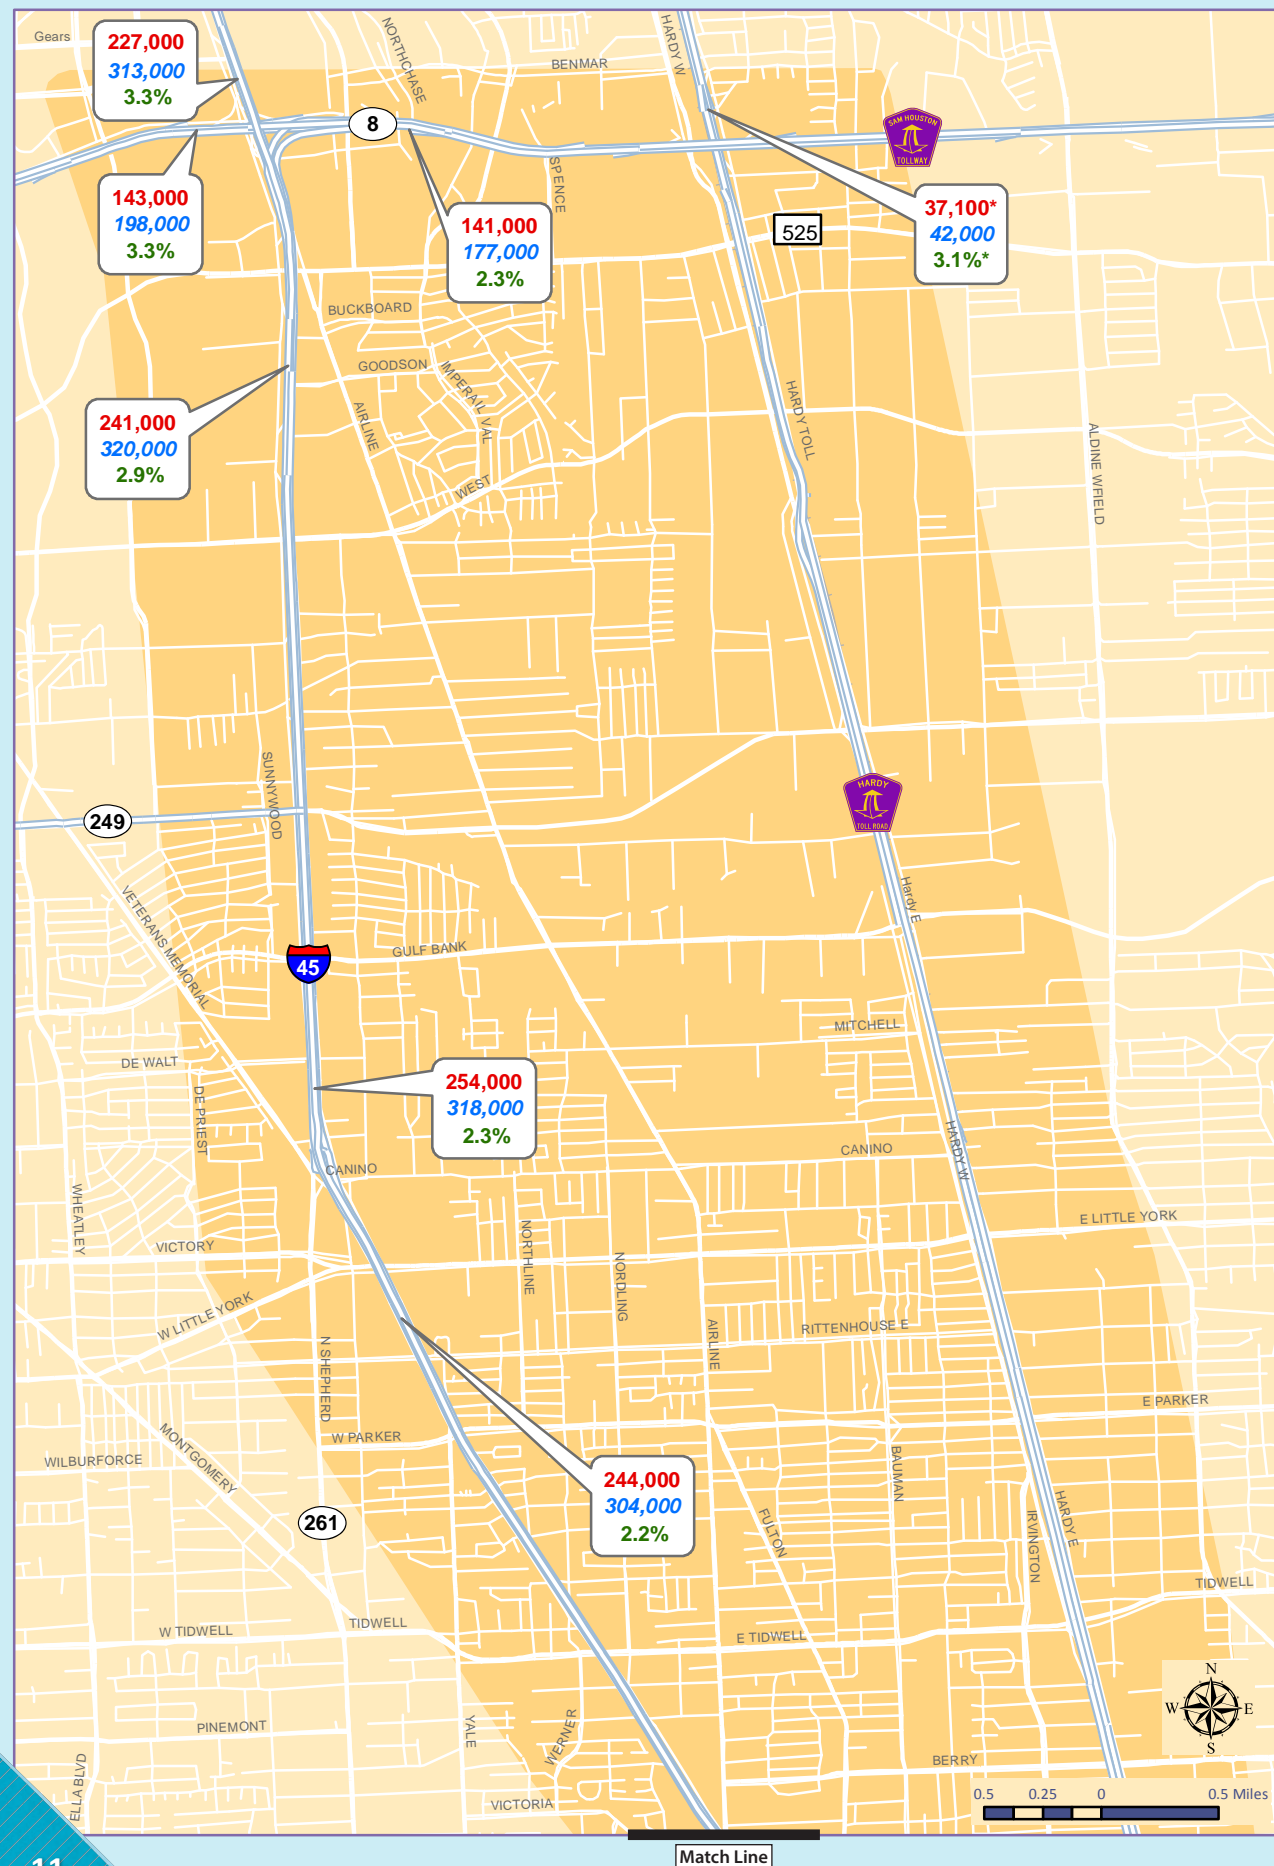 Gears
227,000
313,000
3.3%
NORTHCHASE
BENMAR
HARDY W
8
SAM HOUSTON
TOLLWAY
143,000
198,000
3.3%
SPENCE
141,000
177,000
2.3%
37,100*
42,000
3.1%*
525
BUCKBOARD
GOODSON
IMPERAIL VAL
AIRLINE
HARDY TOLL
241,000
320,000
2.9%
WEST
ALDINE WFIELD
SUNNYWOOD
249
HARDY
TOLL ROAD
VETERANS MEMORIAL
Hardy E
45
GULF BANK
MITCHELL
DE WALT
DE PRIEST
254,000
318,000
2.3%
CANINO
CANINO
HARDY W
WHEATLEY
VICTORY
NORTHLINE
NORDLING
E LITTLE YORK
W LITTLE YORK
N SHEPHERD
AIRLINE
RITTENHOUSE E
E PARKER
MONTGOMERY
W PARKER
WILBURFORCE
BAUMAN
244,000
304,000
2.2%
261
FULTON
IRVINGTON
HARDY E
TIDWELL
W TIDWELL
TIDWELL
E TIDWELL
N
W E
S
PINEMONT
YALE
WERNER
BERRY
ELLA BLVD
VICTORIA
0.5 0.25 0 0.5 Miles
Match Line
11